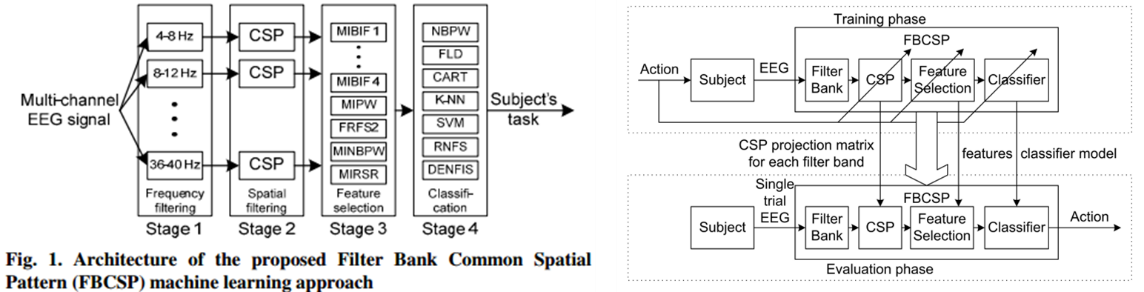 Multi-channel
EEG signal
4-8 Hz
8-12 Hz
36-40 Hz
Frequency
filtering
Stage 1
CSP
CSP
CSP
Spatial
filtering
Stage 2
MIBIF 1
MIBIF 4
MIPW
FRFS2
MINBPW
MIRSR
Feature
selection
Stage 3
NBPW
FLD
CART
K-NN
SVM
RNFS
DENFIS
Classifi-
cation
Stage 4
Subject's
task
Fig. 1. Architecture of the proposed Filter Bank Common Spatial
Pattern (FBCSP) machine learning approach
Training phase
FBCSP
Action
Subject
EEG
Filter
Bank
CSP
Feature
Selection
Classifier
CSP projection matrix
for each filter band
features
classifier model
Single
trial
EEG
FBCSP
Subject
Filter
Bank
CSP
Feature
Selection
Classifier
Action
Evaluation phase